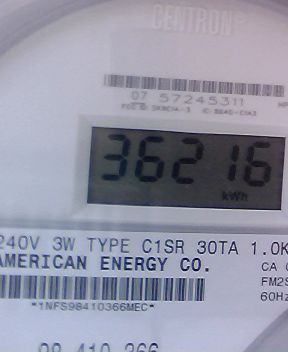 CENTRON®
07 57245311
36216
kWh
240V 3W TYPE C1SR 30TA 1.0K
AMERICAN ENERGY CO.
CA
FM2S
60Hz
*1NFS98410366MEC*
98 410 366